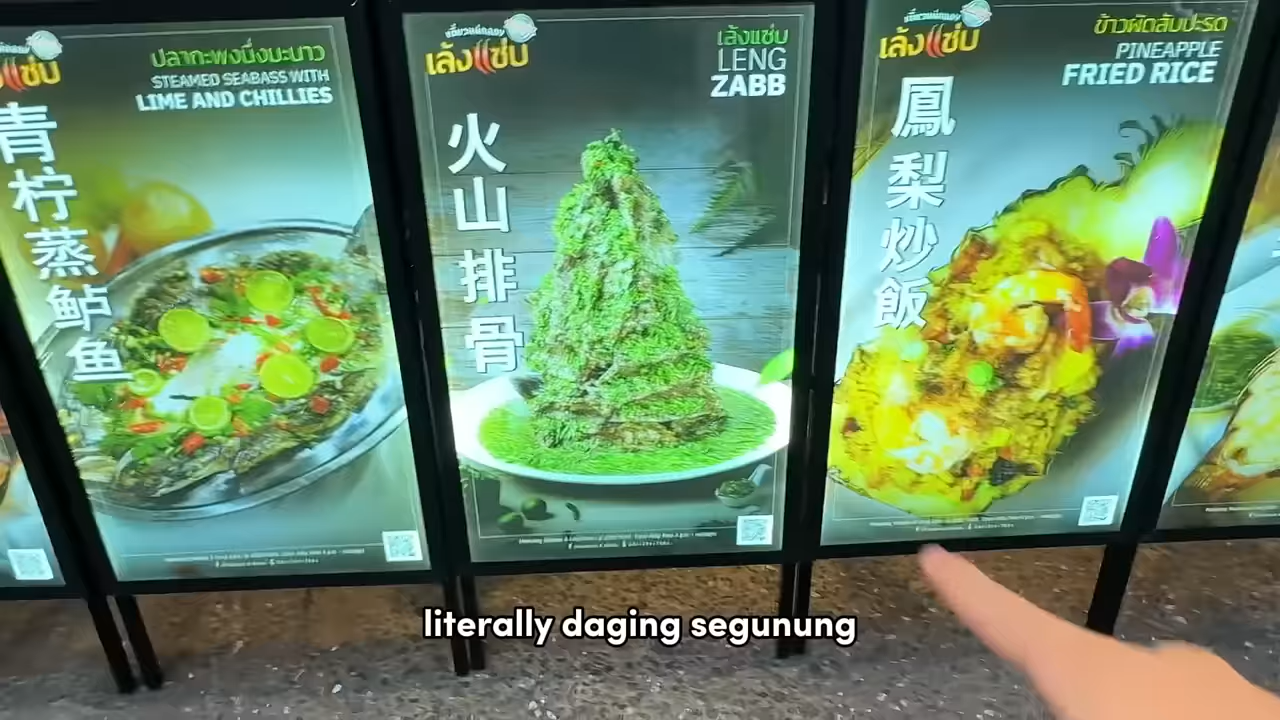 แซ่บ
ปลากะพงนึ่งมะนาว
STEAMED SEABASS WITH
LIME AND CHILLIES
青柠蒸鲈鱼
เล้งแซ่บ
เล้งแซ่บ
LENG
ZABB
火山排骨
เล้งแซ่บ
ข้าวผัดสับปะรด
PINEAPPLE
FRIED RICE
鳳梨炒飯
literally daging segunung